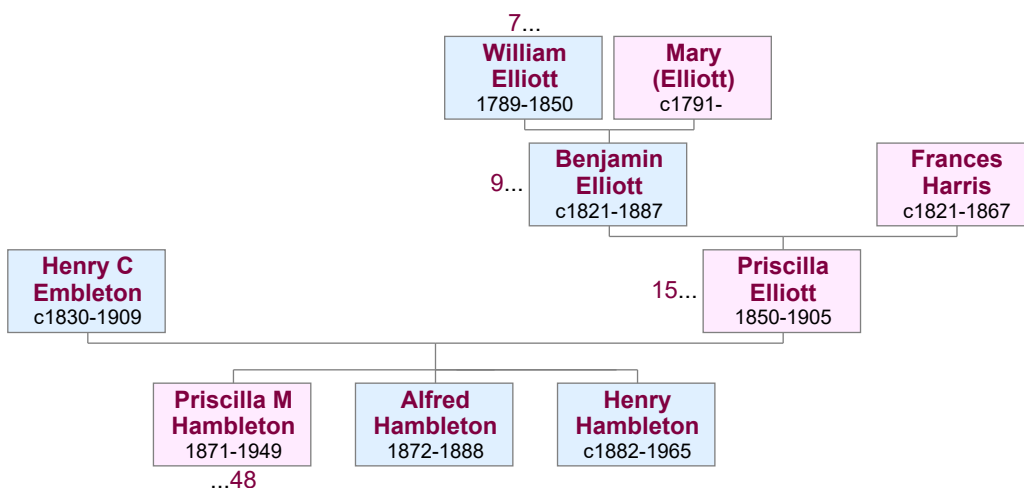 7...
William
Elliott
1789-1850
Mary
(Elliott)
c1791-
9...
Benjamin
Elliott
c1821-1887
Frances
Harris
c1821-1867
Henry C
Embleton
c1830-1909
15...
Priscilla
Elliott
1850-1905
Priscilla M
Hambleton
1871-1949
Alfred
Hambleton
1872-1888
Henry
Hambleton
c1882-1965
...48